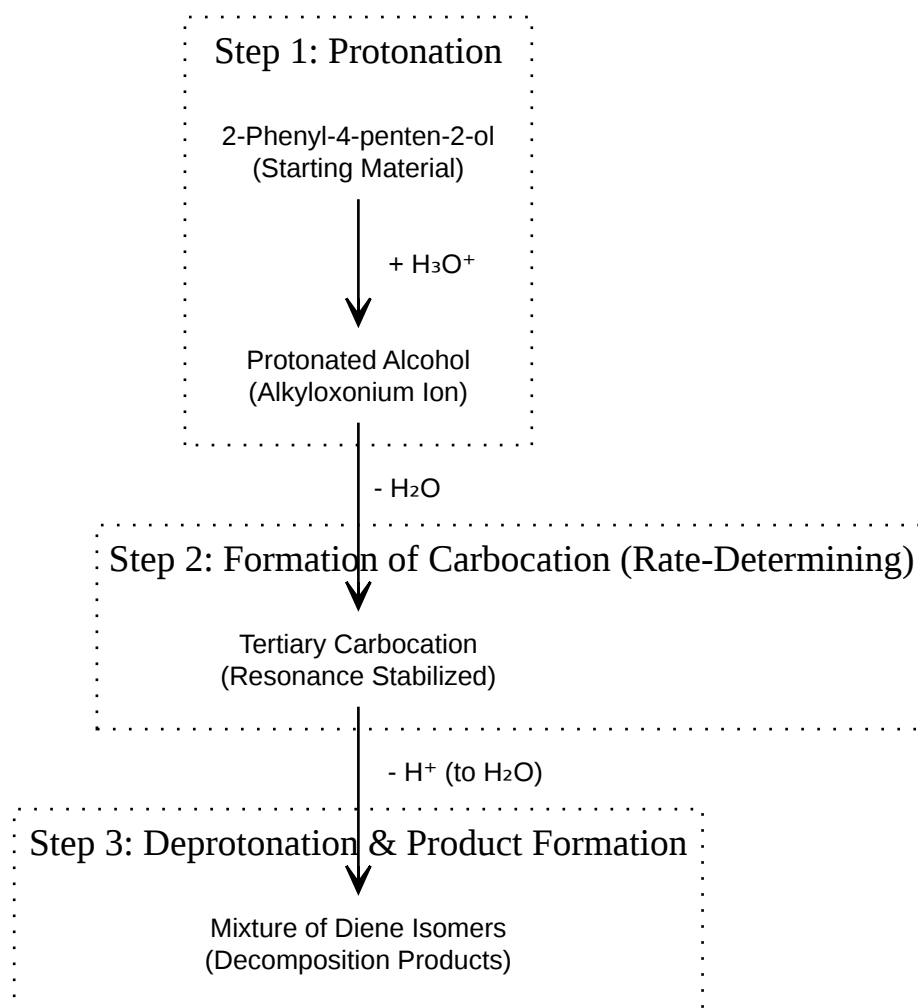 Step 1: Protonation
2-Phenyl-4-penten-2-ol
(Starting Material)
+ H₃O⁺
Protonated Alcohol
(Alkyloxonium Ion)
- H₂O
Step 2: Formation of Carbocation (Rate-Determining)
Tertiary Carbocation
(Resonance Stabilized)
- H⁺ (to H₂O)
Step 3: Deprotonation & Product Formation
Mixture of Diene Isomers
(Decomposition Products)